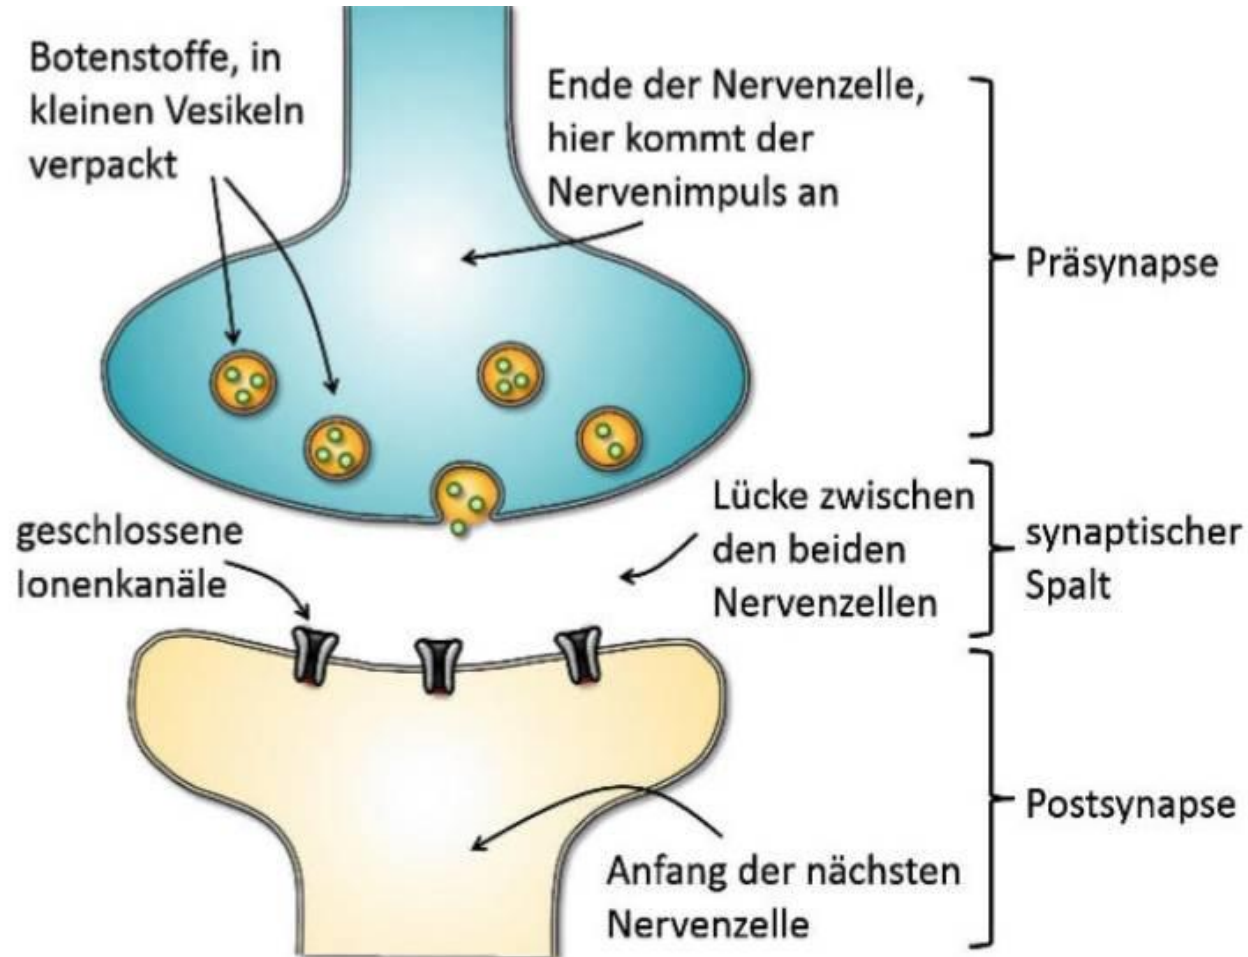 Botenstoffe, in
kleinen Vesikeln
verpackt
Ende der Nervenzelle,
hier kommt der
Nervenimpuls an
Präsynapse
geschlossene
Ionenkanäle
Lücke zwischen
den beiden
Nervenzellen
synaptischer
Spalt
Postsynapse
Anfang der nächsten
Nervenzelle